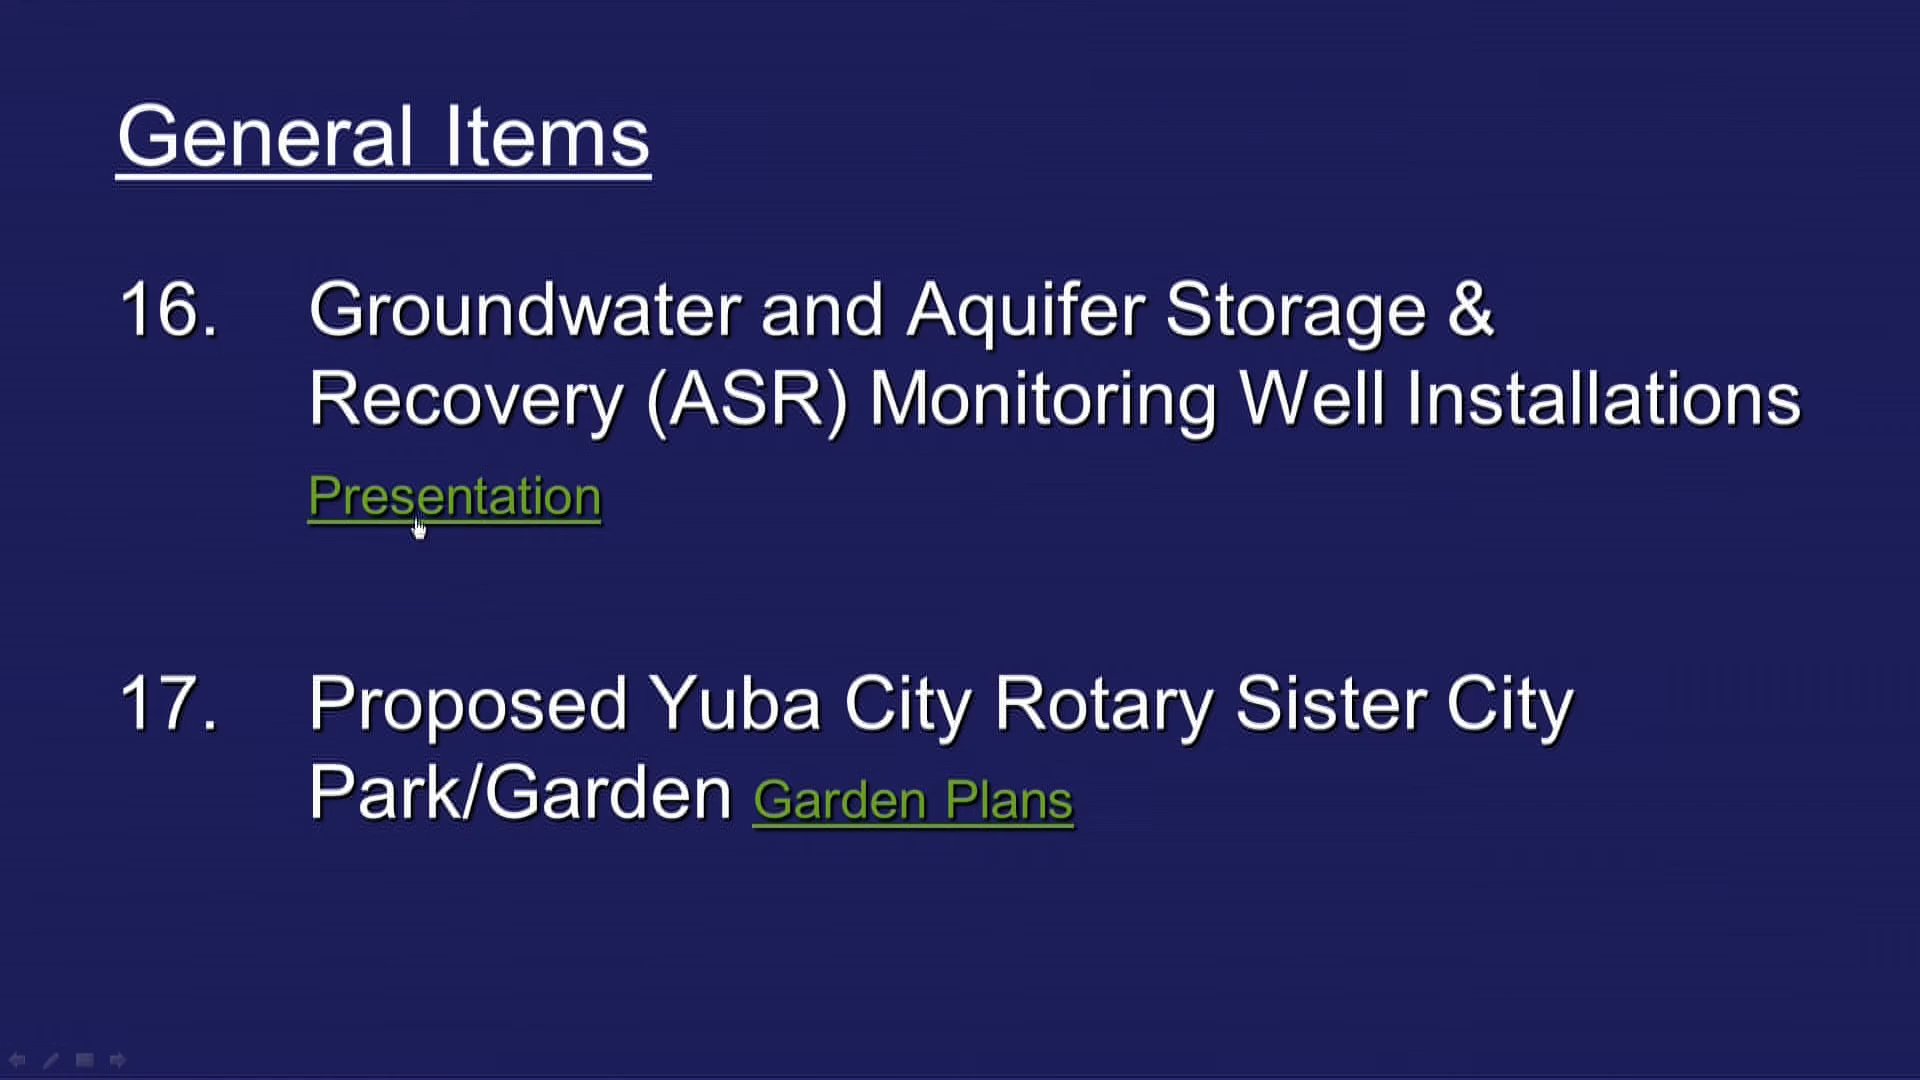 General Items
16. Groundwater and Aquifer Storage &
Recovery (ASR) Monitoring Well Installations
Presentation
17. Proposed Yuba City Rotary Sister City
Park/Garden Garden Plans